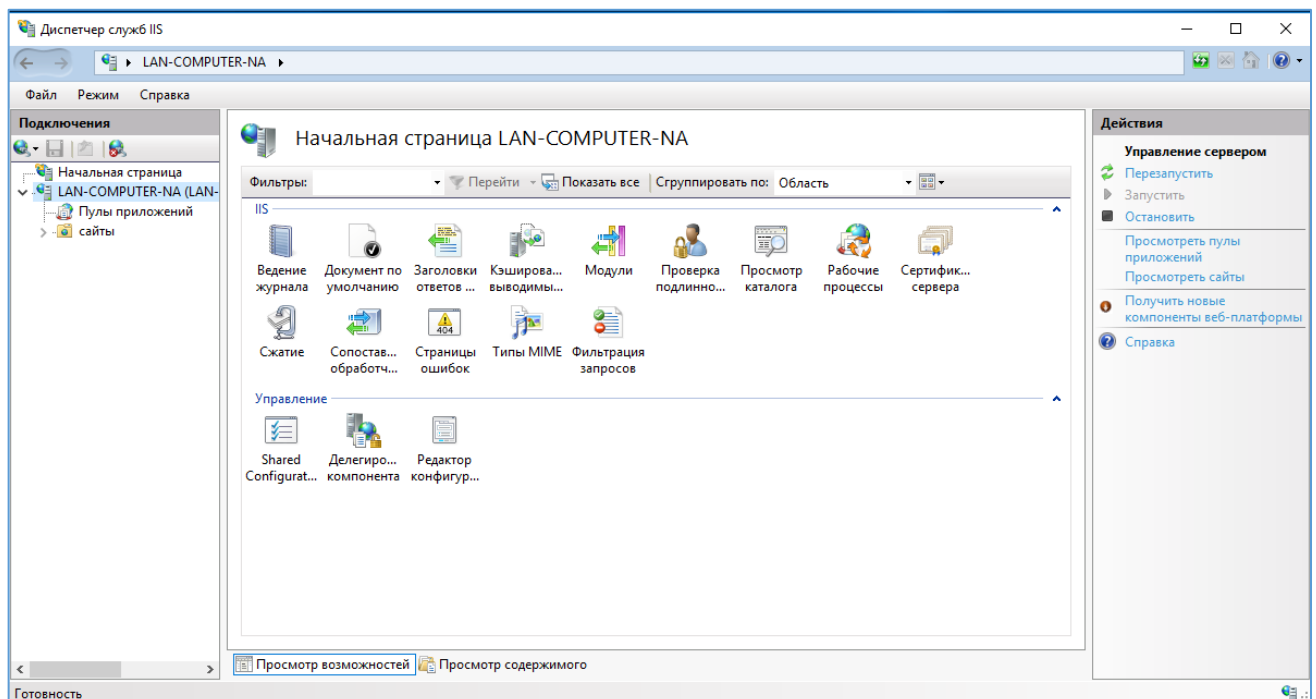 Диспетчер служб IIS
LAN-COMPUTER-NA
Файл Режим Справка
Подключения
Начальная страница
LAN-COMPUTER-NA (LAN-
Пулы приложений
сайты
Начальная страница LAN-COMPUTER-NA
Фильтры: Перейти Показать все Сгруппировать по: Область
IIS
Ведение журнала
Документ по умолчанию
Заголовки ответов ...
Кэширова... выводимы...
Модули
Проверка подлинно...
Просмотр каталога
Рабочие процессы
Сертифик... сервера
Сжатие
Сопостав... обработч...
404
Страницы ошибок
Типы MIME
Фильтрация запросов
Управление
Shared Configurat...
Делегиро... компонента
Редактор конфигур...
Просмотр возможностей Просмотр содержимого
Действия
Управление сервером
Перезапустить
Запустить
Остановить
Просмотреть пулы
приложений
Просмотреть сайты
Получить новые
компоненты веб-платформы
Справка
Готовность